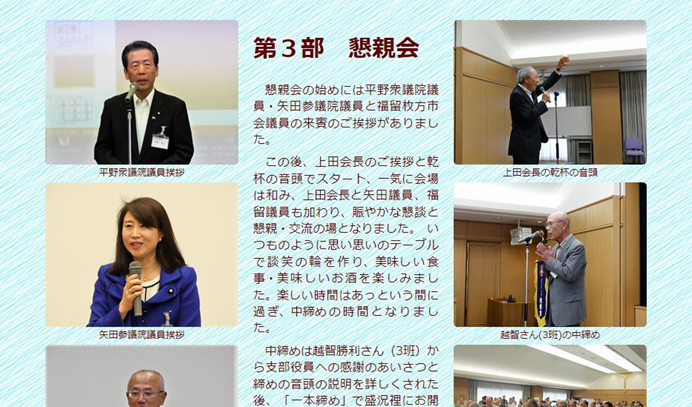 第３部　懇親会
懇親会の始めには平野衆議院議
員・矢田参議院議員と福留枚方市
会議員の来賓のご挨拶がありまし
た。
この後、上田会長のご挨拶と乾
杯の音頭でスタート、一気に会場
は和み、上田会長と矢田議員、福
留議員も加わり、賑やかな懇談と
懇親・交流の場となりました。 い
つものように思い思いのテーブル
で談笑の輪を作り、美味しい食
事・美味しいお酒を楽しみまし
た。楽しい時間はあっという間に
過ぎ、中締めの時間となりまし
た。
中締めは越智勝利さん（3班）か
ら支部役員への感謝のあいさつと
締めの音頭の説明を詳しくされた
後、「一本締め」で盛況裡にお開
平野衆議院議員挨拶
矢田参議院議員挨拶
上田会長の乾杯の音頭
越智さん(3班)の中締め